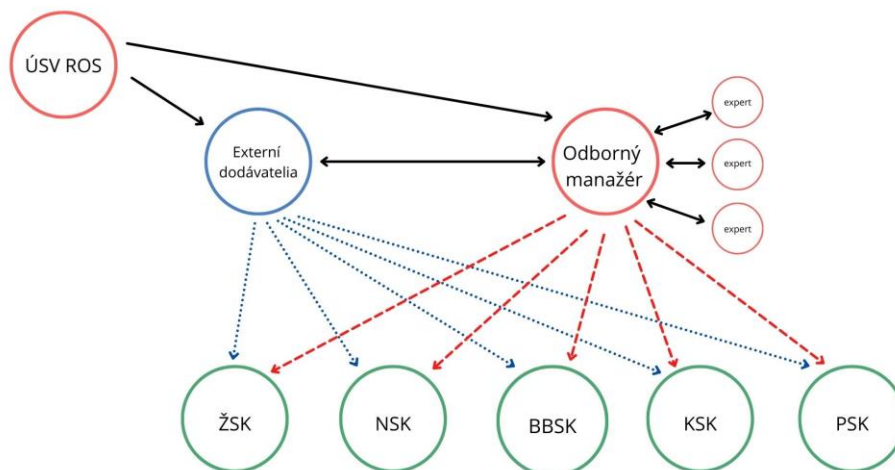 ÚSV ROS
Externí
dodávatelia
Odborný
manažér
expert
expert
expert
ŽSK
NSK
BBSK
KSK
PSK